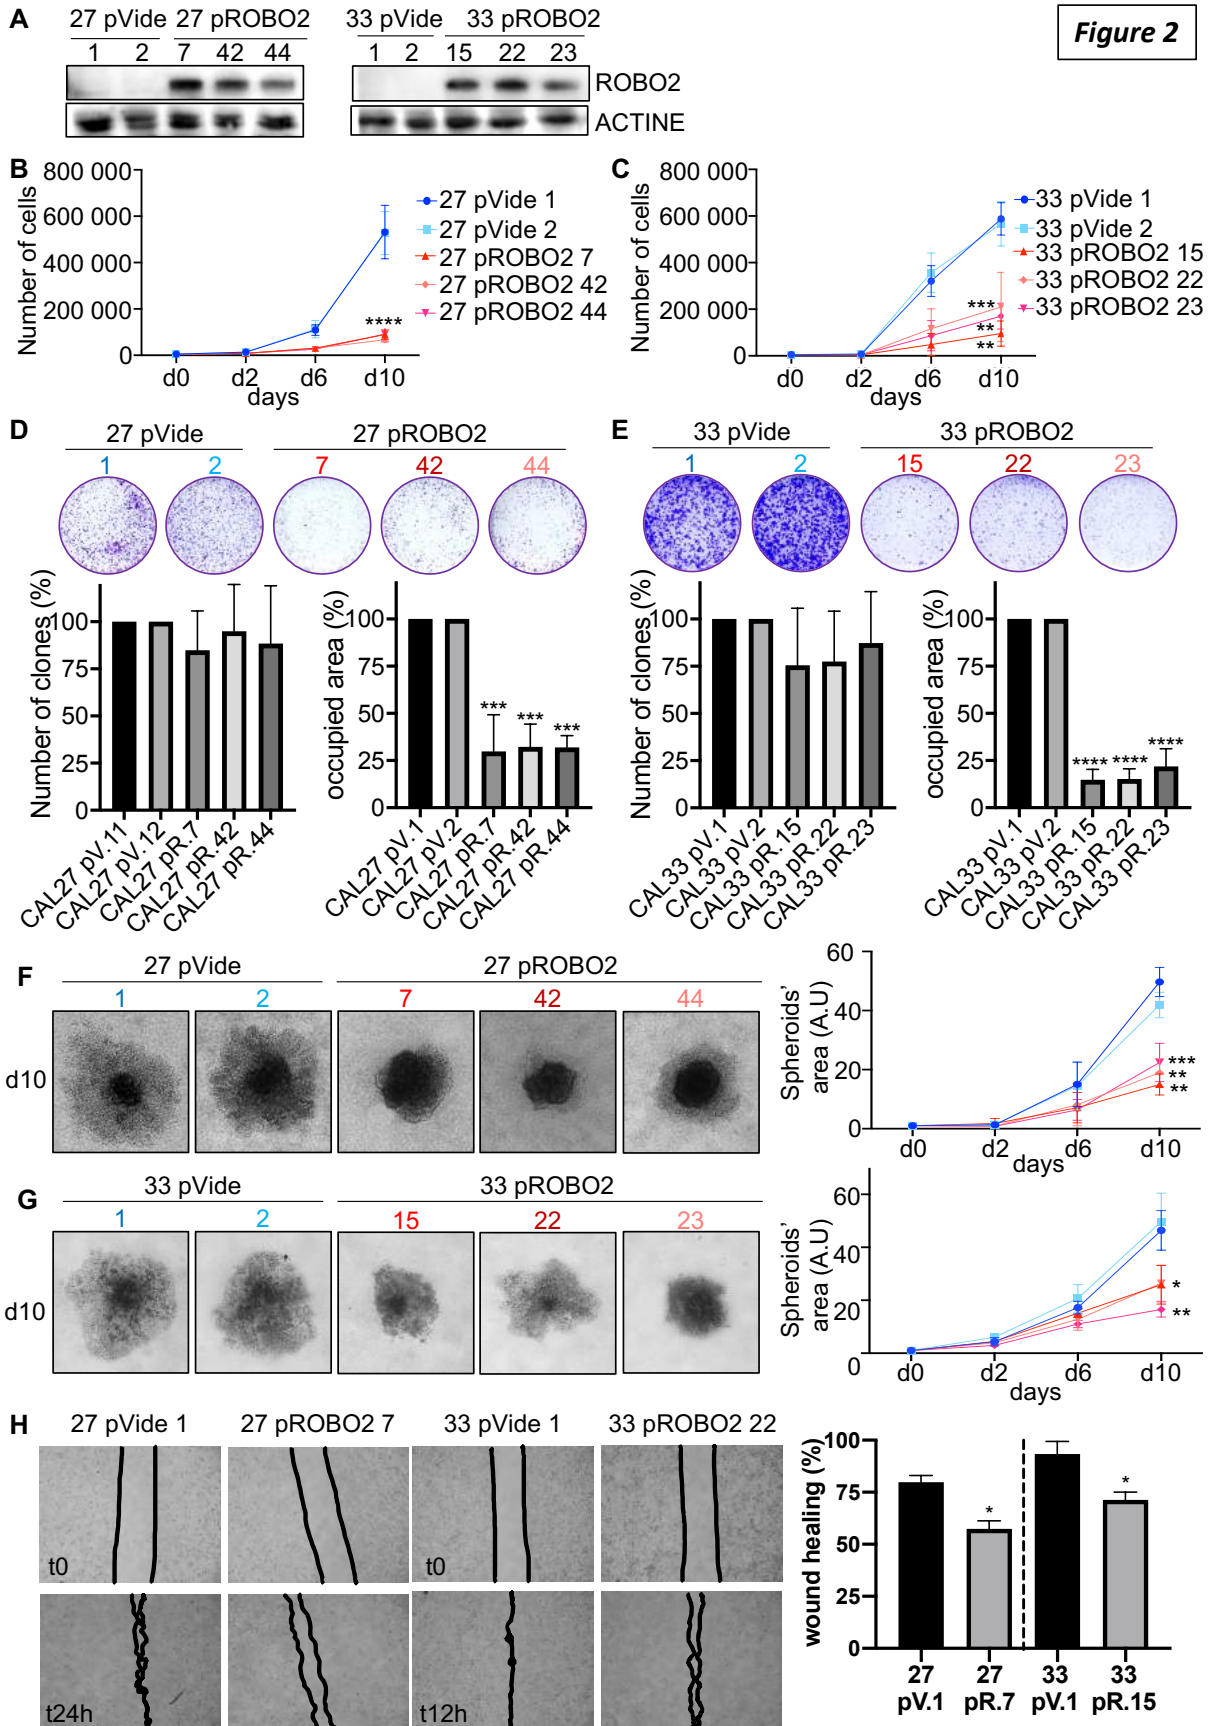 Figure 2
A
27 pVide 27 pROBO2
1 2 7 42 44
33 pVide 33 pROBO2
1 2 15 22 23
ROBO2
ACTINE
B
Number of cells
800 000
600 000
400 000
200 000
0
d0 d2 d6 d10
days
****
27 pVide 1
27 pVide 2
27 pROBO2 7
27 pROBO2 42
27 pROBO2 44
C
Number of cells
800 000
600 000
400 000
200 000
0
d0 d2 d6 d10
days
***
**
**
33 pVide 1
33 pVide 2
33 pROBO2 15
33 pROBO2 22
33 pROBO2 23
D
27 pVide 27 pROBO2
1 2 7 42 44
Number of clones (%)
100
75
50
25
0
CAL27 pV.11
CAL27 pV.12
CAL27 pR.7
CAL27 pR.42
CAL27 pR.44
occupied area (%)
100
75
50
25
0
*** *** ***
CAL27 pV.1
CAL27 pV.2
CAL27 pR.7
CAL27 pR.42
CAL27 pR.44
E
33 pVide 33 pROBO2
1 2 15 22 23
Number of clones (%)
100
75
50
25
0
CAL33 pV.1
CAL33 pV.2
CAL33 pR.15
CAL33 pR.22
CAL33 pR.23
occupied area (%)
100
75
50
25
0
**** **** ****
CAL33 pV.1
CAL33 pV.2
CAL33 pR.15
CAL33 pR.22
CAL33 pR.23
F
27 pVide 27 pROBO2
1 2 7 42 44
d10
Spheroids'
area (A.U)
60
40
20
0
d0 d2 d6 d10
days
***
**
**
G
33 pVide 33 pROBO2
1 2 15 22 23
d10
Spheroids'
area (A.U)
60
40
20
0
d0 d2 d6 d10
days
*
**
H
27 pVide 1 27 pROBO2 7 33 pVide 1 33 pROBO2 22
t0 t0
t24h t12h
wound healing (%)
100
75
50
25
0
* *
27 27 33 33
pV.1 pR.7 pV.1 pR.15